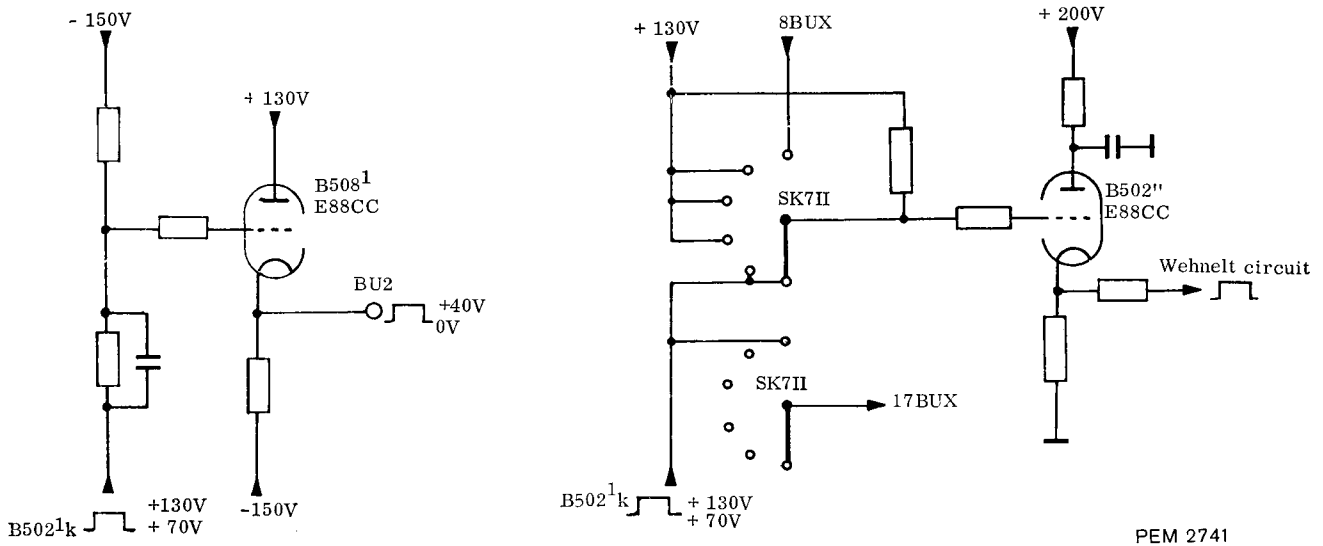 - 150V
+ 130V
B508¹
E88CC
BU2
+40V
0V
B502¹k
+130V
+ 70V
-150V
+ 130V
8BUX
+ 200V
SK7II
B502"
E88CC
Wehnelt circuit
SK7II
17BUX
B502¹k
+ 130V
+ 70V
PEM 2741